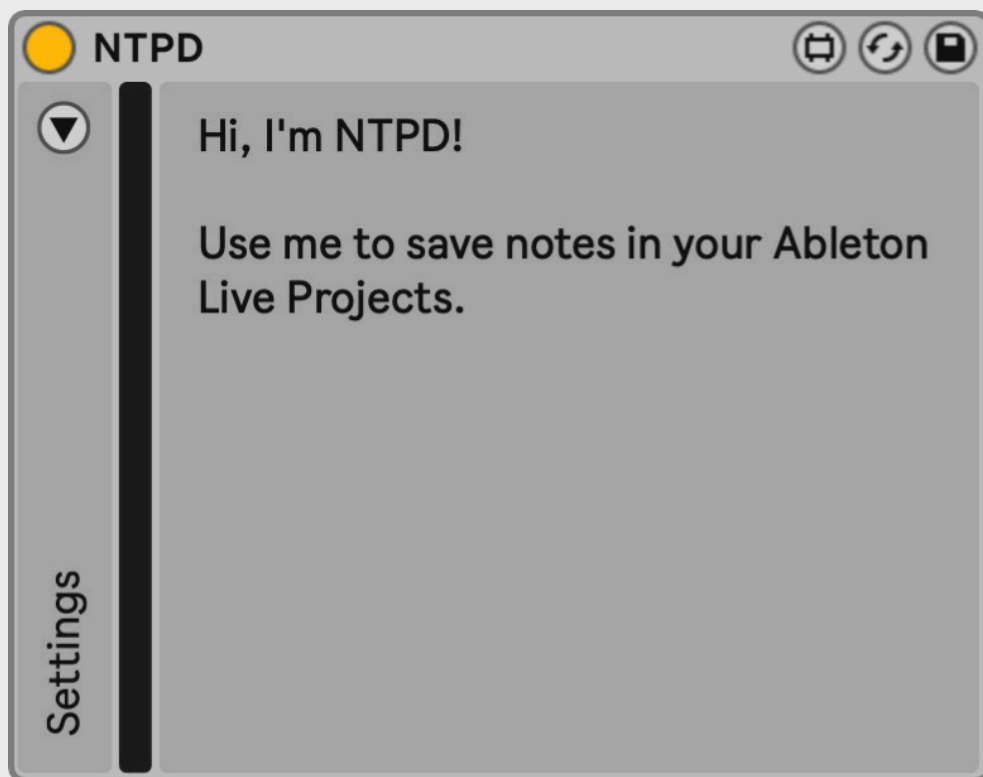 NTPD
Hi, I'm NTPD!
Use me to save notes in your Ableton
Live Projects.
Settings